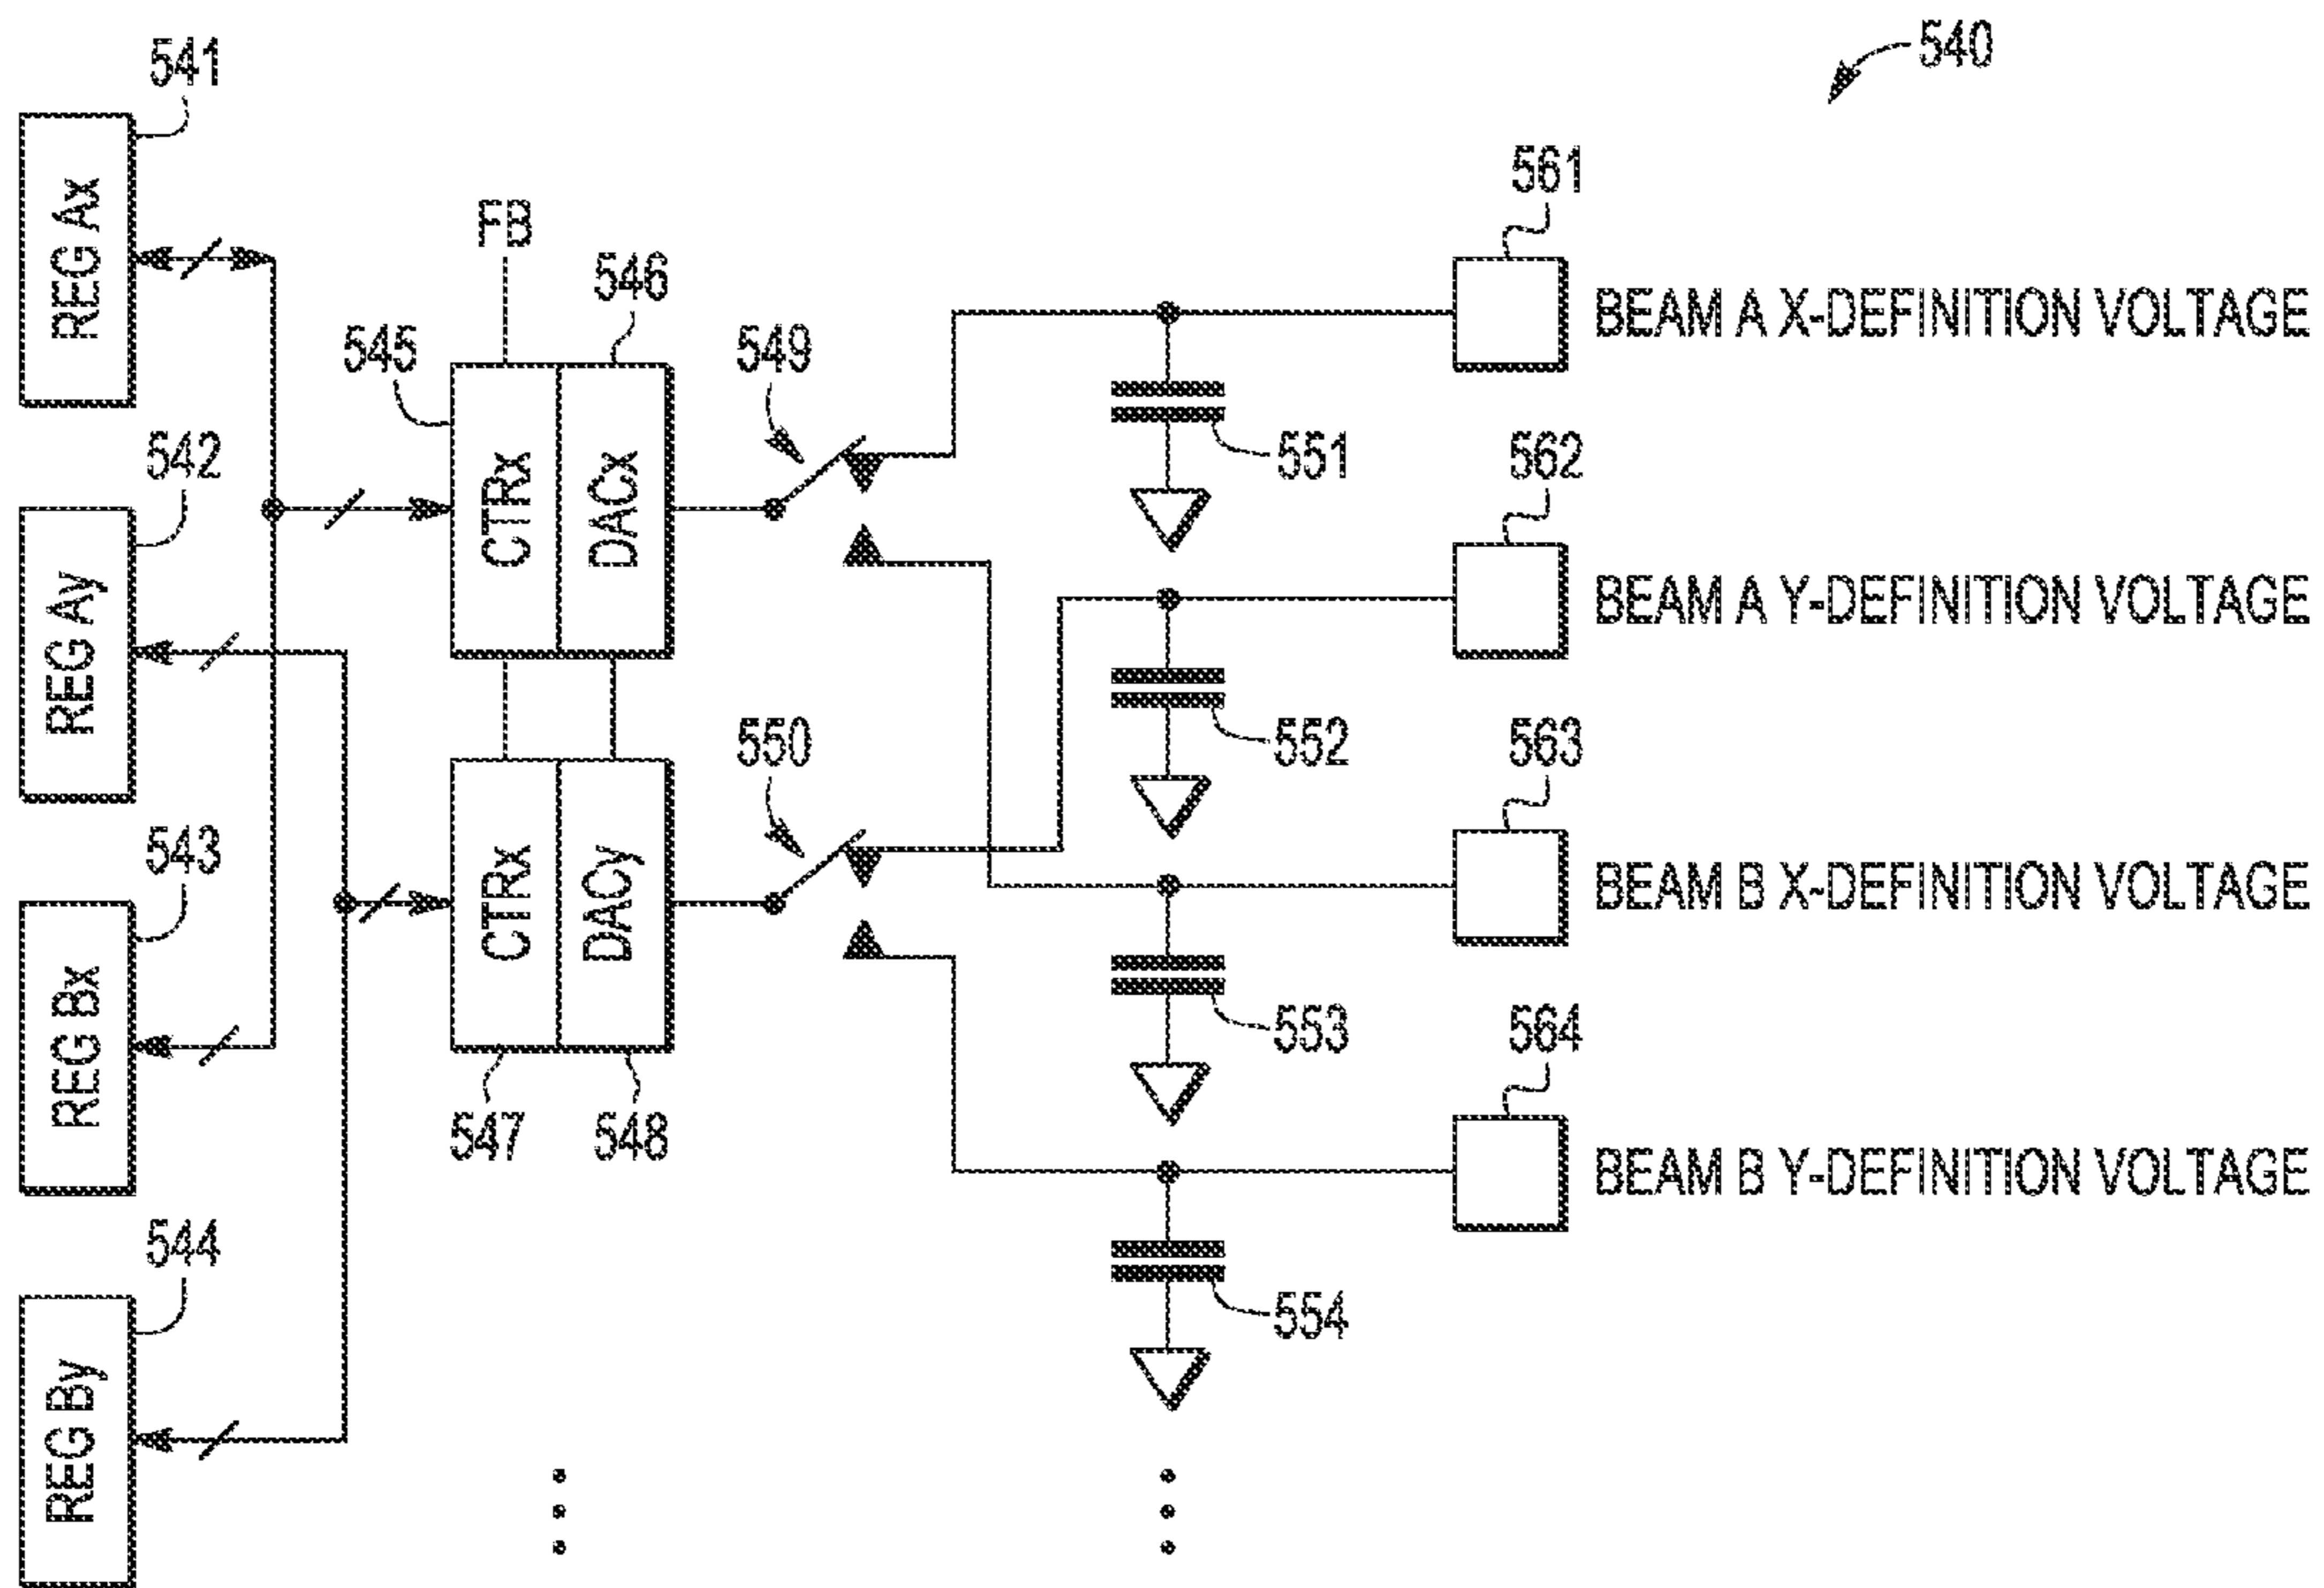 540
541
REG Ax
542
REG Ay
543
REG Bx
544
REG By
FB
545
546
CTRx
DACx
549
547
548
CTRx
DACy
550
551
552
553
554
561
BEAM A X-DEFINITION VOLTAGE
562
BEAM A Y-DEFINITION VOLTAGE
563
BEAM B X-DEFINITION VOLTAGE
564
BEAM B Y-DEFINITION VOLTAGE